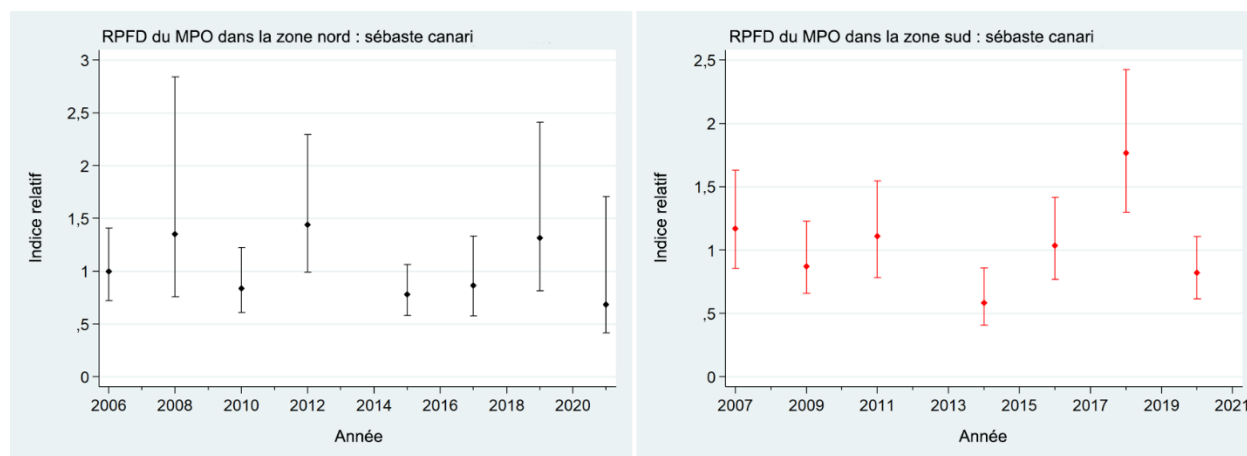 RPFD du MPO dans la zone nord : sébaste canari
3
2,5
2
1,5
1
,5
0
Indice relatif
2006 2008 2010 2012 2014 2016 2018 2020
Année
RPFD du MPO dans la zone sud : sébaste canari
2,5
2
1,5
1
,5
0
Indice relatif
2007 2009 2011 2013 2015 2017 2019 2021
Année